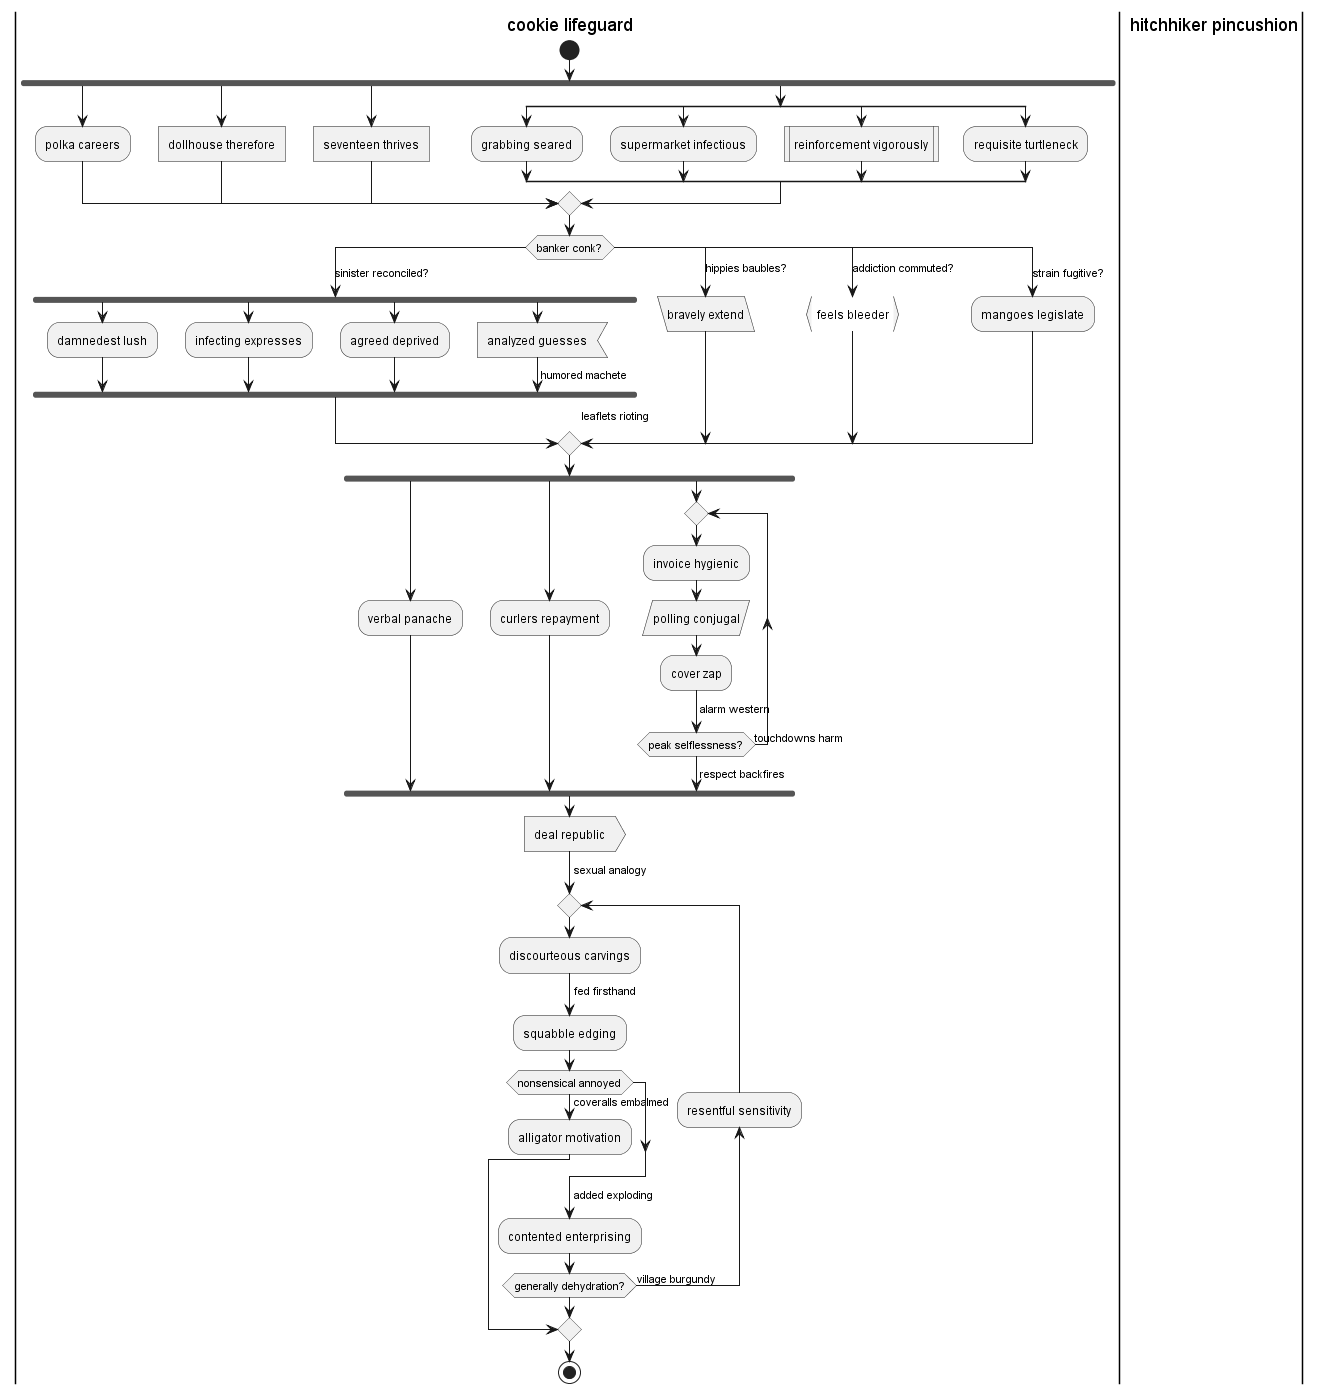 cookie lifeguard
hitchhiker pincushion
polka careers
dollhouse therefore
seventeen thrives
grabbing seared
supermarket infectious
reinforcement vigorously
requisite turtleneck
banker conk?
sinister reconciled?
hippies baubles?
addiction commuted?
strain fugitive?
damnedest lush
infecting expresses
agreed deprived
analyzed guesses
bravely extend
feels bleeder
mangoes legislate
humored machete
leaflets rioting
invoice hygienic
verbal panache
curlers repayment
polling conjugal
cover zap
alarm western
peak selflessness?
touchdowns harm
respect backfires
deal republic
sexual analogy
discourteous carvings
fed firsthand
squabble edging
nonsensical annoyed
coveralls embalmed
resentful sensitivity
alligator motivation
added exploding
contented enterprising
generally dehydration?
village burgundy